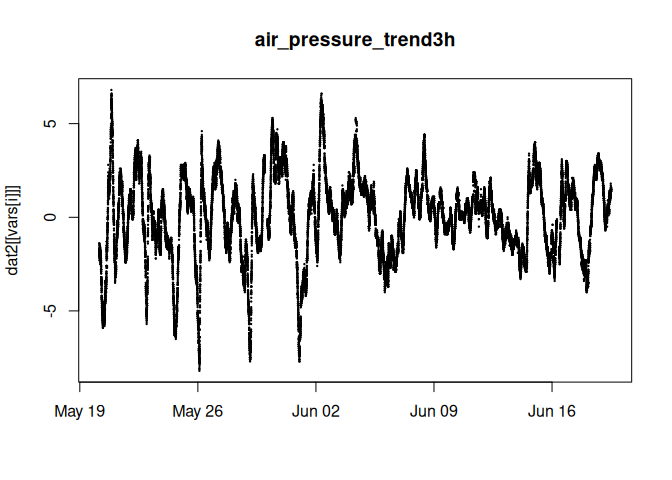 air_pressure_trend3h
dat2[[vars[i]]]
5
0
-5
May 19
May 26
Jun 02
Jun 09
Jun 16